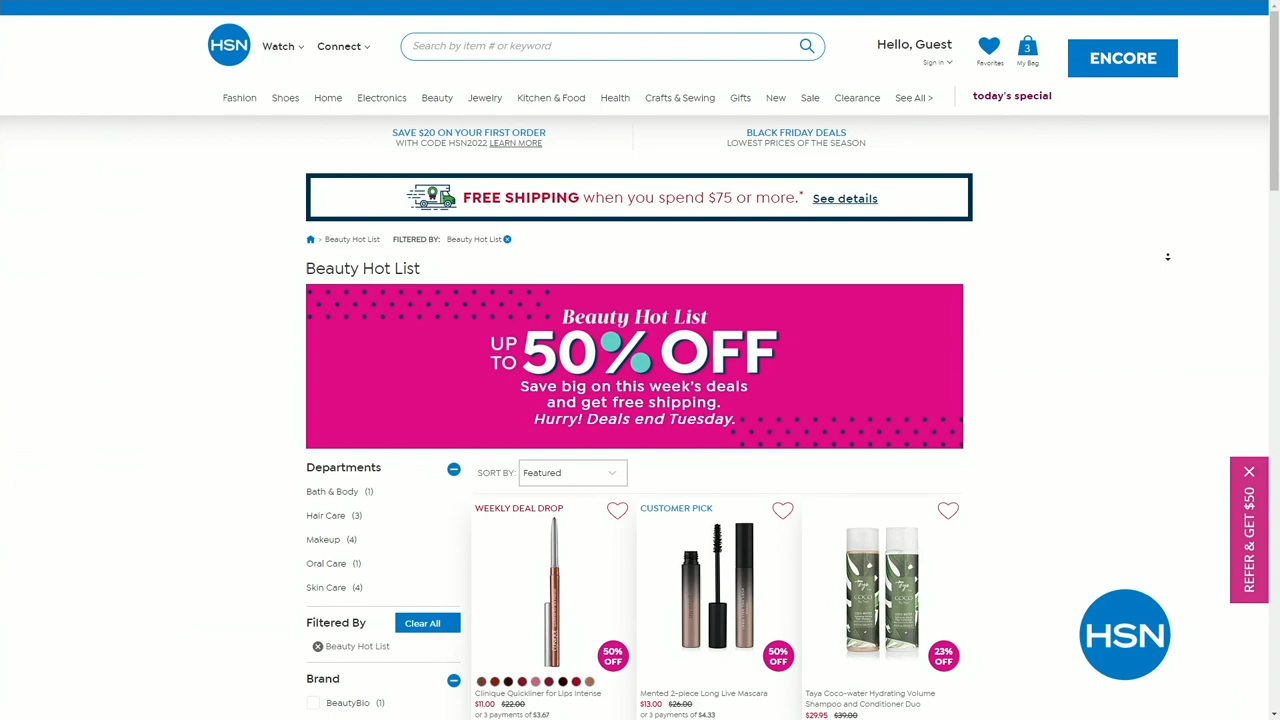 HSN
Watch
Connect
Search by item # or keyword
Hello, Guest
Sign In
Favorites
3
My Bag
ENCORE
Fashion
Shoes
Home
Electronics
Beauty
Jewelry
Kitchen & Food
Health
Crafts & Sewing
Gifts
New
Sale
Clearance
See All >
today's special
SAVE $20 ON YOUR FIRST ORDER
WITH CODE HSN2022 LEARN MORE
BLACK FRIDAY DEALS
LOWEST PRICES OF THE SEASON
FREE SHIPPING when you spend $75 or more.* See details
> Beauty Hot List
FILTERED BY: Beauty Hot List
Beauty Hot List
Beauty Hot List
UP TO 50% OFF
Save big on this week's deals
and get free shipping.
Hurry! Deals end Tuesday.
Departments
Bath & Body (1)
Hair Care (3)
Makeup (4)
Oral Care (1)
Skin Care (4)
Filtered By
Clear All
Beauty Hot List
Brand
BeautyBio (1)
SORT BY: Featured
WEEKLY DEAL DROP
50%
OFF
Clinique Quickliner for Lips Intense
$11.00 $22.00
or 3 payments of $3.67
CUSTOMER PICK
50%
OFF
Mented 2-piece Long Live Mascara
$13.00 $26.00
or 3 payments of $4.33
23%
OFF
Taya Coco-water Hydrating Volume
Shampoo and Conditioner Duo
$29.95 $39.00
REFER & GET $50
HSN